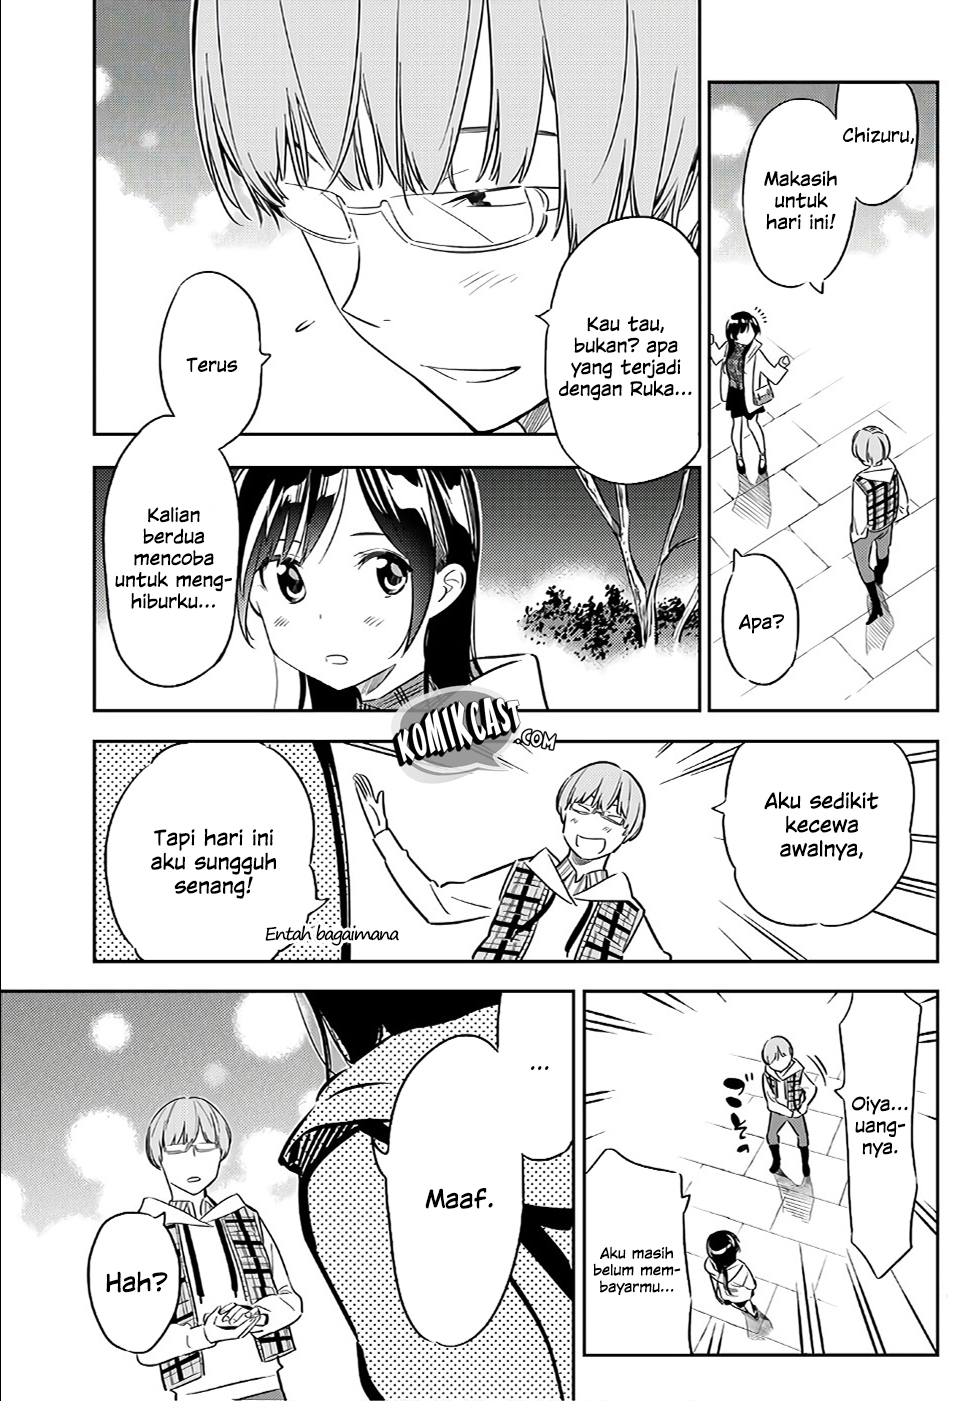 Chizuru,
Makasih
untuk
hari ini!
Apa?
Kau tau,
bukan? apa
yang terjadi
dengan Ruka...
Terus
Kalian
berdua
mencoba
untuk meng-
hiburku...
KOMIKCAST
.COM
Aku sedikit
kecewa
awalnya,
Tapi hari ini
aku sungguh
senang!
Entah bagaimana
Oiya...
uang-
nya.
Aku masih
belum mem-
bayarmu...
...
Maaf.
Hah?